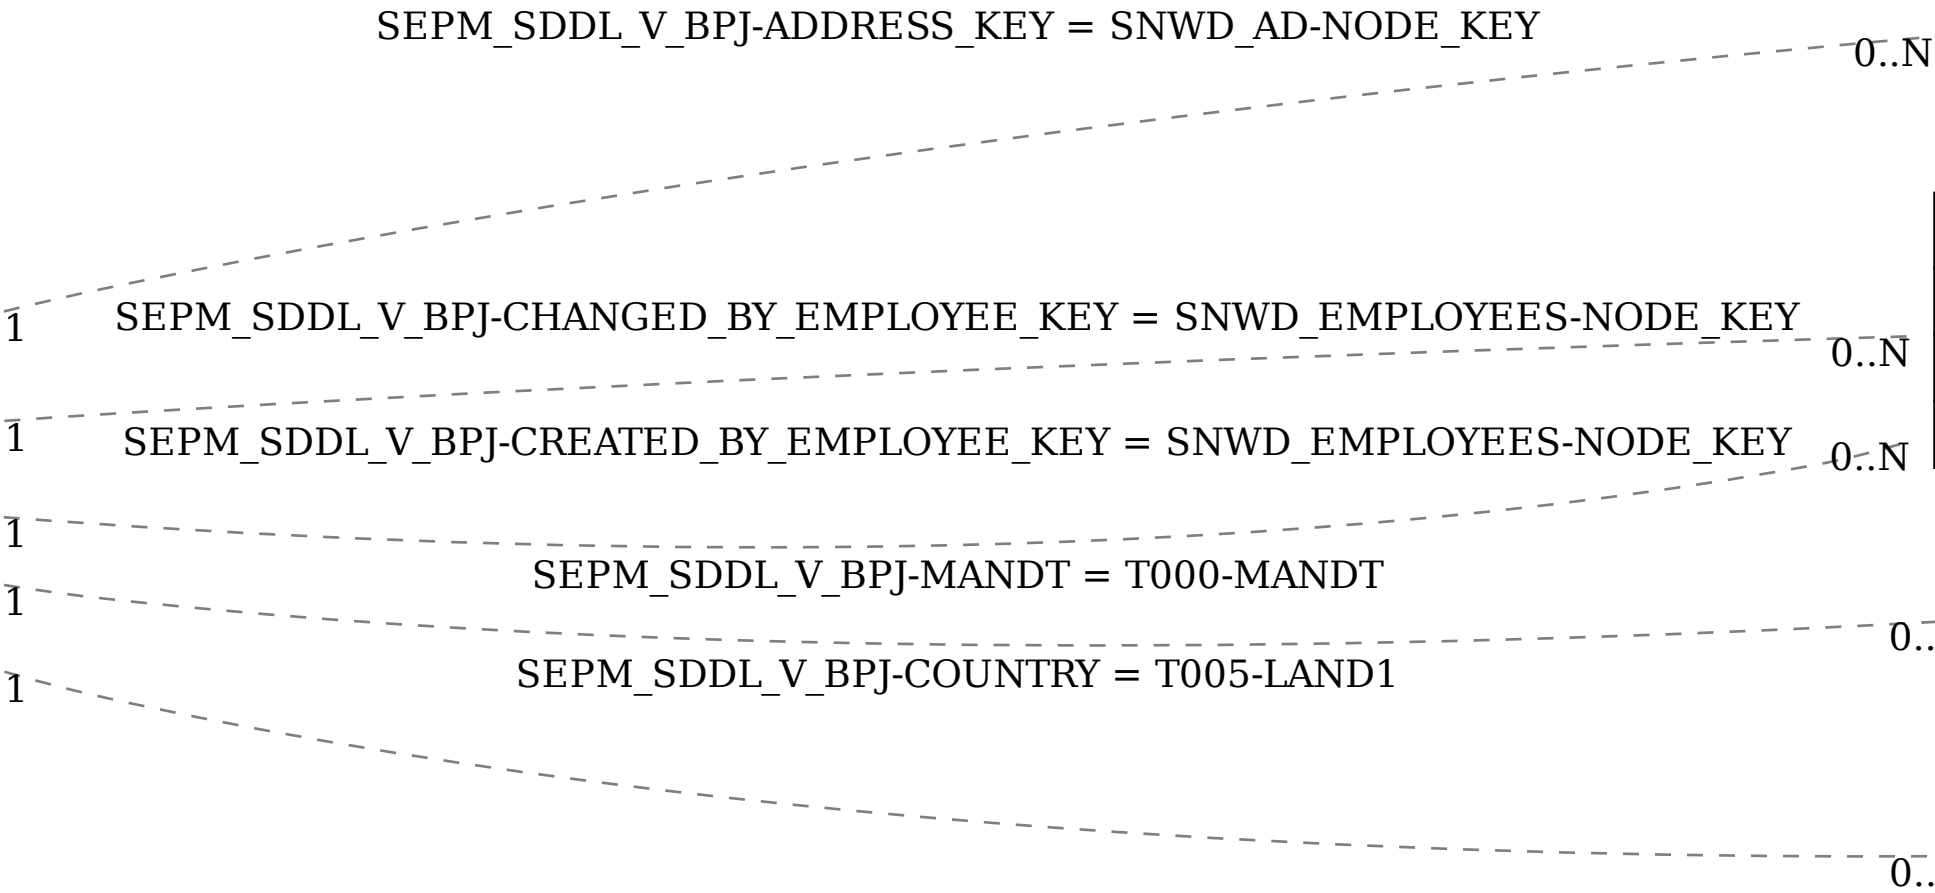 SEPM_SDDL_V_BPJ-ADDRESS_KEY = SNWD_AD-NODE_KEY
0..N
1
SEPM_SDDL_V_BPJ-CHANGED_BY_EMPLOYEE_KEY = SNWD_EMPLOYEES-NODE_KEY
0..N
1
SEPM_SDDL_V_BPJ-CREATED_BY_EMPLOYEE_KEY = SNWD_EMPLOYEES-NODE_KEY
0..N
1
SEPM_SDDL_V_BPJ-MANDT = T000-MANDT
1
0..
SEPM_SDDL_V_BPJ-COUNTRY = T005-LAND1
1
0..